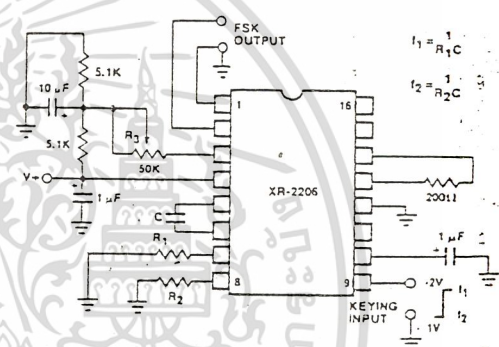 FSK
OUTPUT
f₁ = 1/R₁C
f₂ = 1/R₂C
5.1K
10 µF
+
5.1K
R₃
50K
V+
+
1 µF
C
R₁
R₂
1
8
16
9
XR-2206
200Ω
1 µF
+
KEYING
INPUT
2V
1V
f₁
f₂